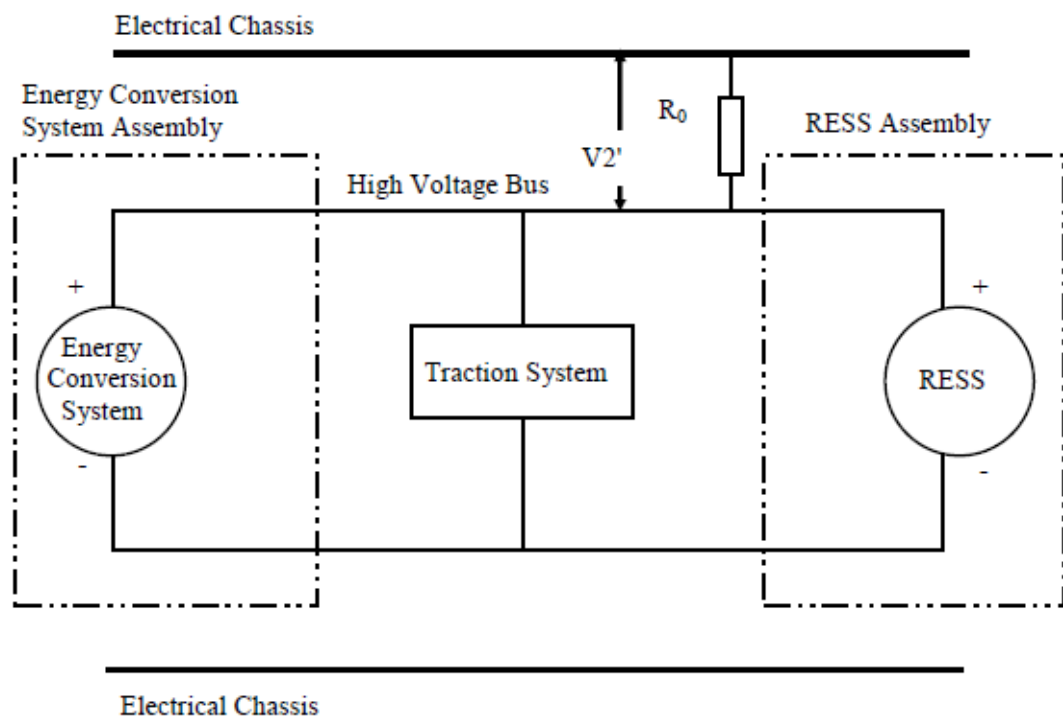 Electrical Chassis
Energy Conversion
System Assembly
R₀
RESS Assembly
V2'
High Voltage Bus
+
+
Energy
Conversion
System
Traction System
RESS
-
-
Electrical Chassis